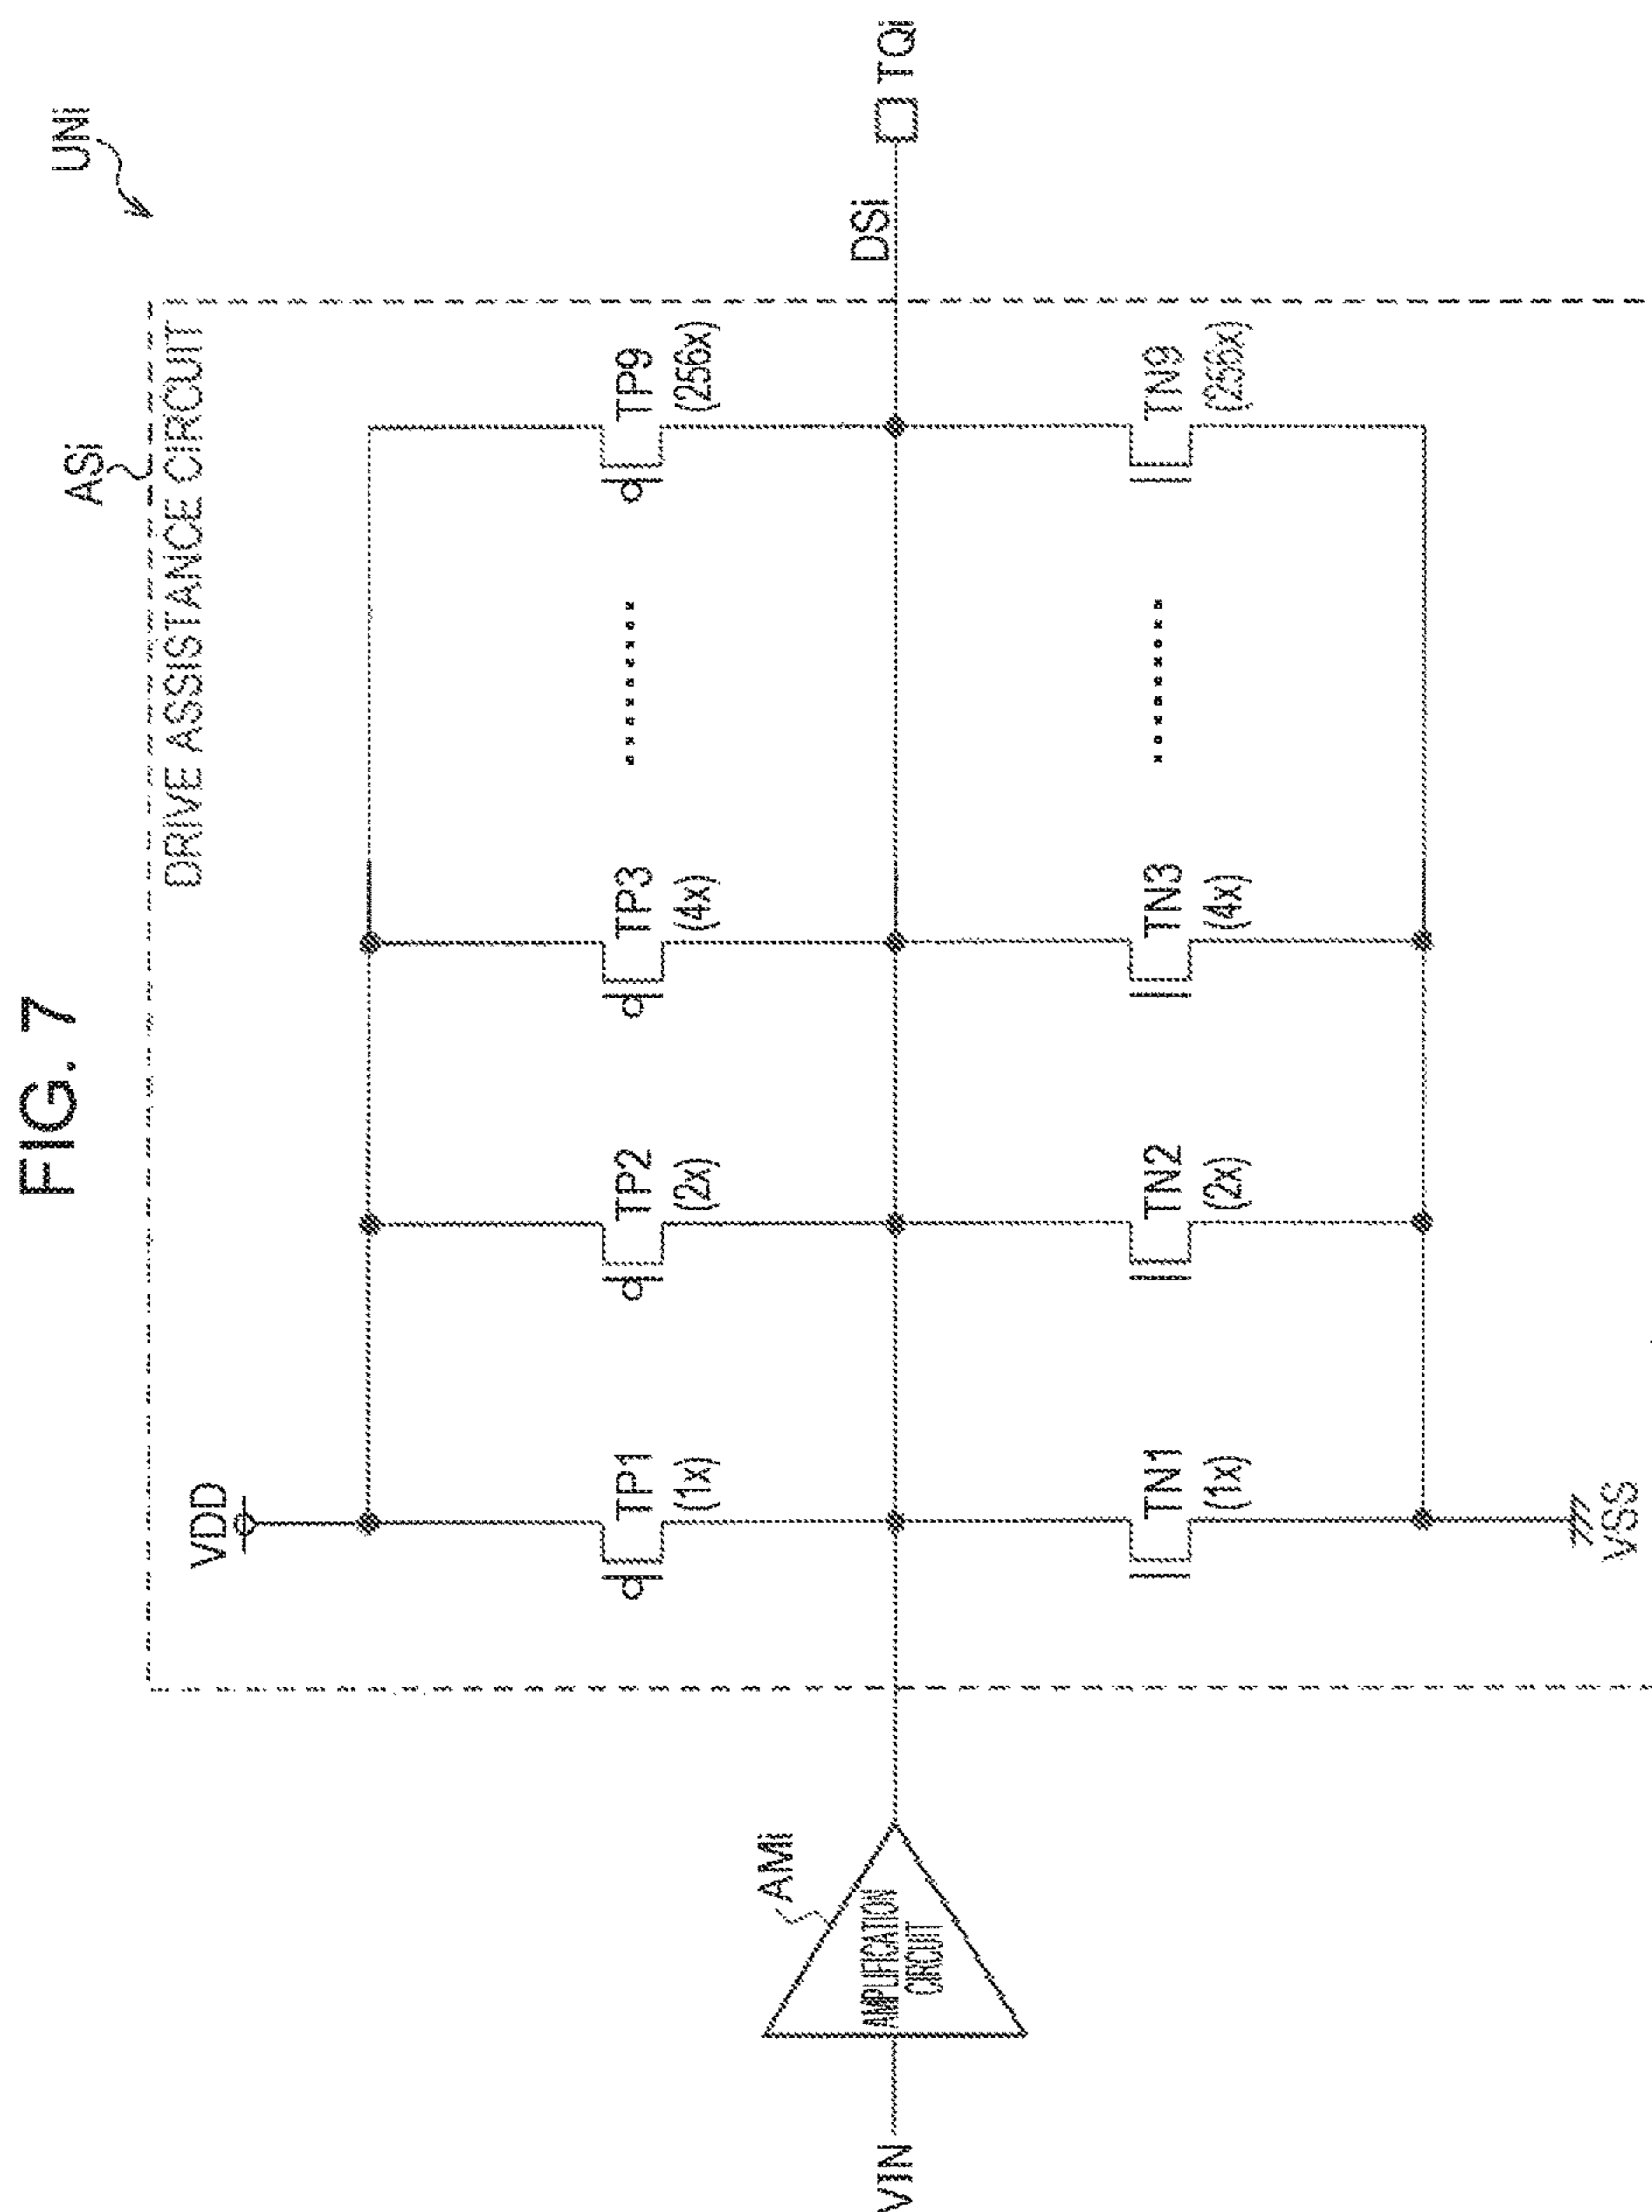 FIG. 7
UNi
ASi
DRIVE ASSISTANCE CIRCUIT
VDD
TP1
(1x)
TP2
(2x)
TP3
(4x)
TP9
(256x)
AMi
VIN
AMPLIFICATION
CIRCUIT
DSi
TQi
TN1
(1x)
TN2
(2x)
TN3
(4x)
TN9
(256x)
VSS